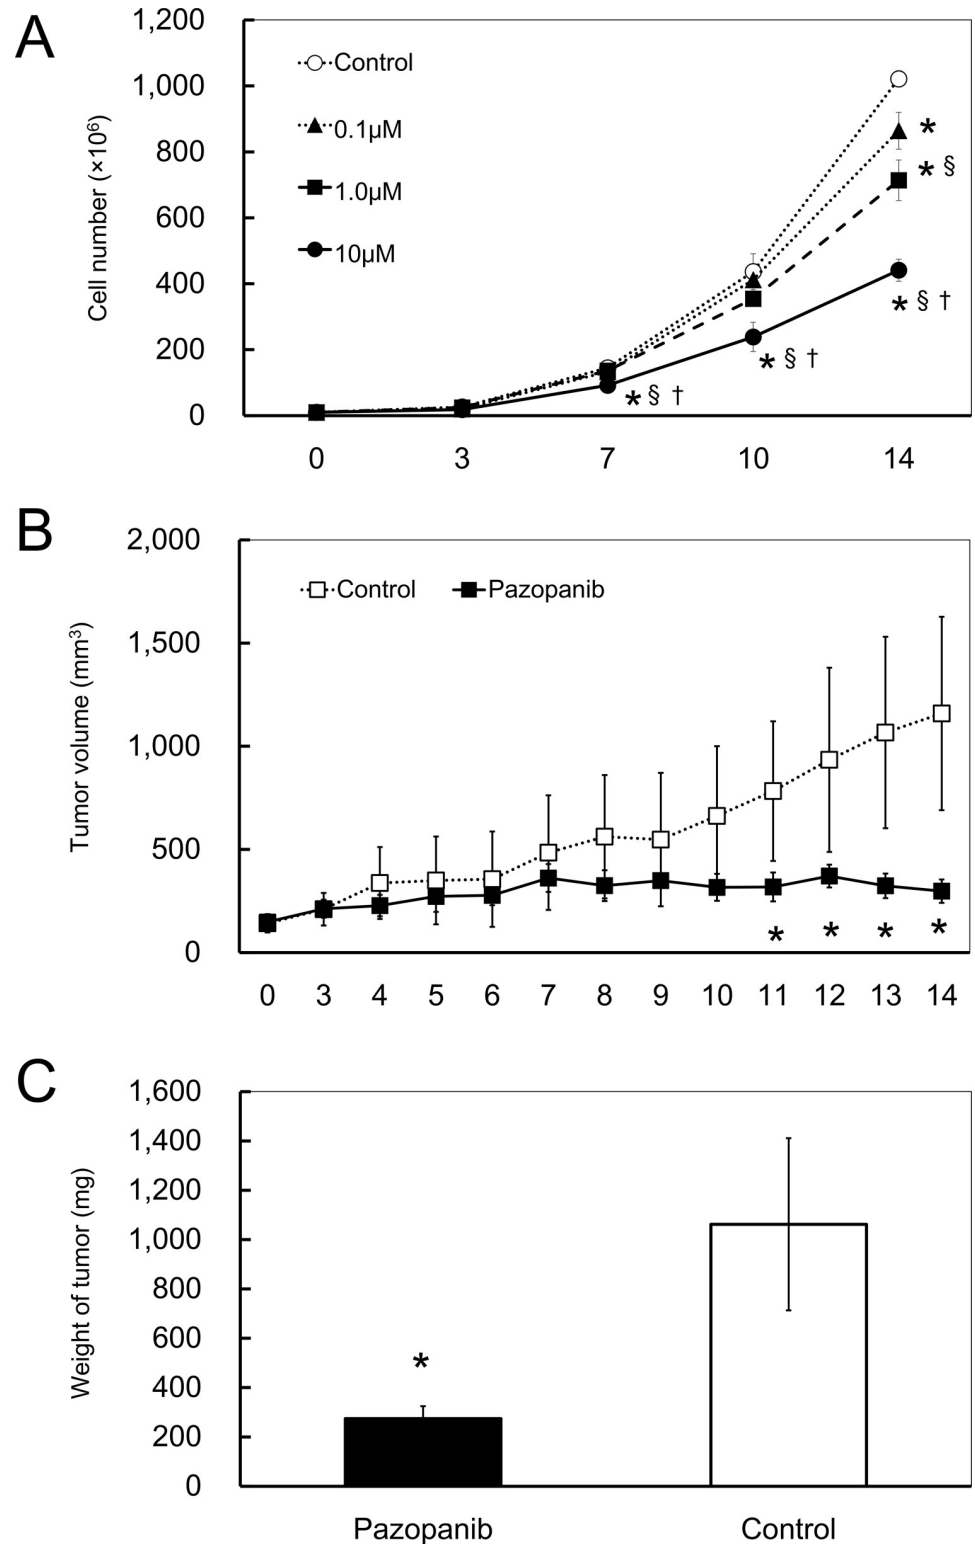 A
Cell number (×10⁶)
1,200
1,000
800
600
400
200
0
Control
0.1μM
1.0μM
10μM
*
* §
* § †
* § †
* § †
0 3 7 10 14
B
Tumor volume (mm³)
2,000
1,500
1,000
500
0
Control Pazopanib
* * * *
0 3 4 5 6 7 8 9 10 11 12 13 14
C
Weight of tumor (mg)
1,600
1,400
1,200
1,000
800
600
400
200
0
*
Pazopanib Control